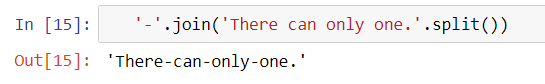 In [15]: '-'.join('There can only one.'.split())
Out[15]: 'There-can-only-one.'